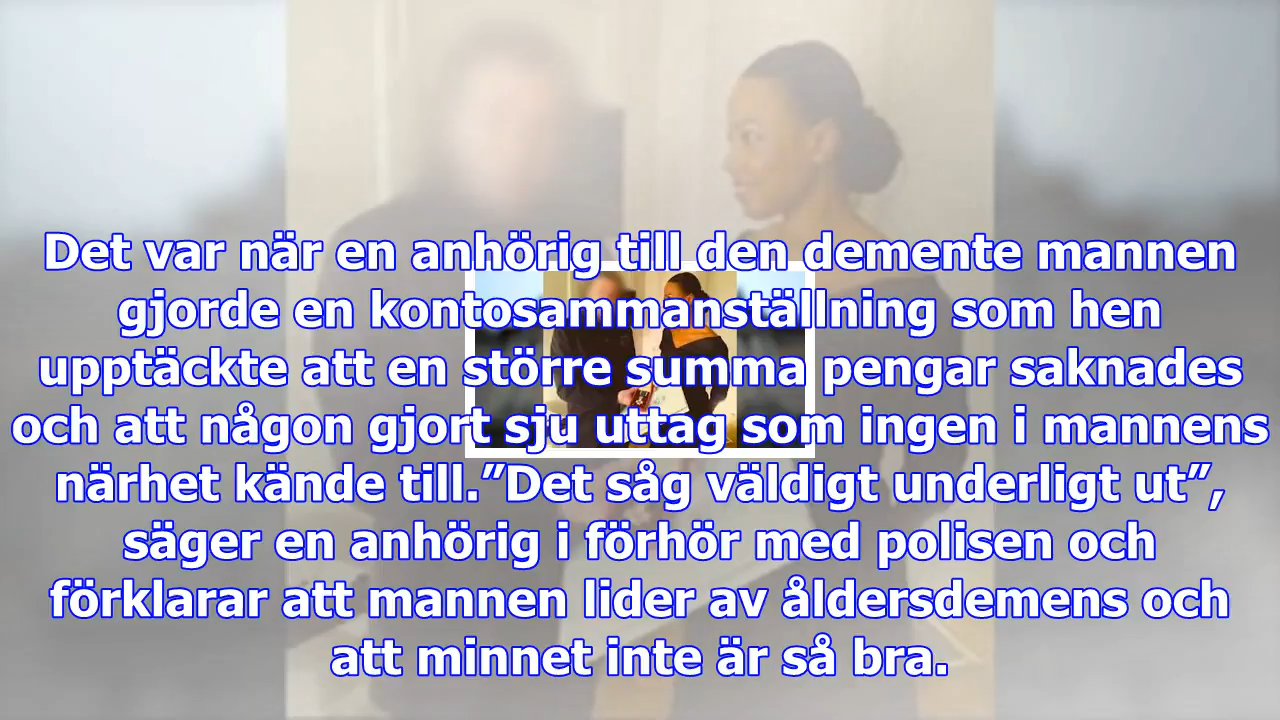 Det var när en anhörig till den demente mannen
gjorde en kontosammanställning som hen
upptäckte att en större summa pengar saknades
och att någon gjort sju uttag som ingen i mannens
närhet kände till.”Det såg väldigt underligt ut”,
säger en anhörig i förhör med polisen och
förklarar att mannen lider av åldersdemens och
att minnet inte är så bra.